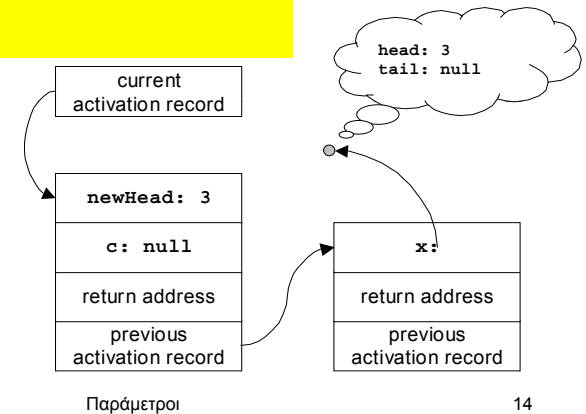 head: 3
tail: null
current
activation record
newHead: 3
c: null
return address
previous
activation record
x:
return address
previous
activation record
Παράμετροι
14